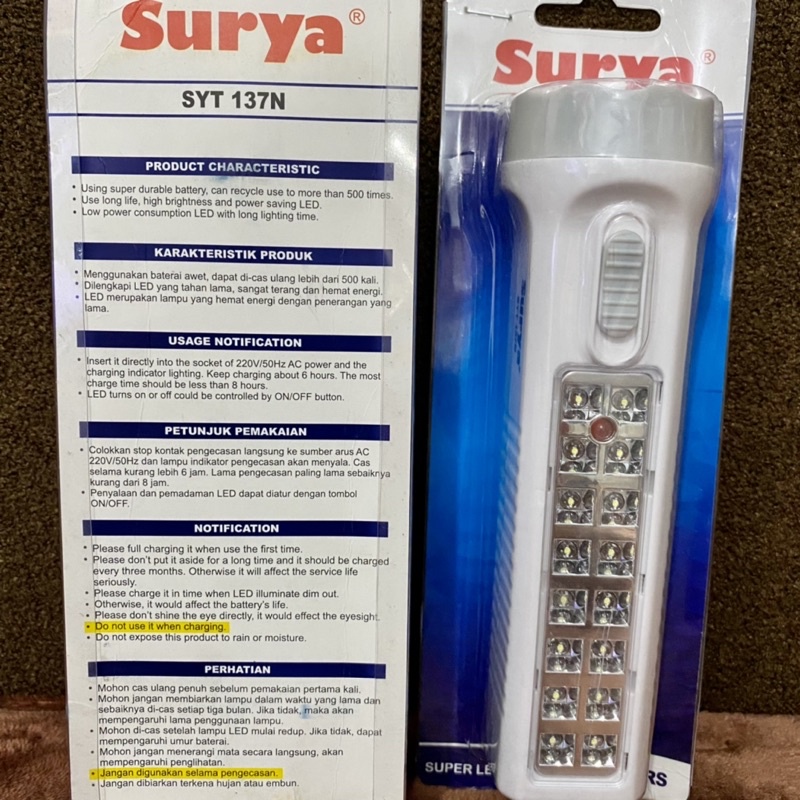 Surya®
SYT 137N
PRODUCT CHARACTERISTIC
• Using super durable battery, can recycle use to more than 500 times.
• Use long life, high brightness and power saving LED.
• Low power consumption LED with long lighting time.
KARAKTERISTIK PRODUK
• Menggunakan baterai awet, dapat di-cas ulang lebih dari 500 kali.
• Dilengkapi LED yang tahan lama, sangat terang dan hemat energi.
• LED merupakan lampu yang hemat energi dengan penerangan yang
lama.
USAGE NOTIFICATION
• Insert it directly into the socket of 220V/50Hz AC power and the
charging indicator lighting. Keep charging about 6 hours. The most
charge time should be less than 8 hours.
• LED turns on or off could be controlled by ON/OFF button.
PETUNJUK PEMAKAIAN
• Colokkan stop kontak pengecasan langsung ke sumber arus AC
220V/50Hz dan lampu indikator pengecasan akan menyala. Cas
selama kurang lebih 6 jam. Lama pengecasan paling lama sebaiknya
kurang dari 8 jam.
• Penyalaan dan pemadaman LED dapat diatur dengan tombol
ON/OFF.
NOTIFICATION
• Please full charging it when use the first time.
• Please don't put it aside for a long time and it should be charged
every three months. Otherwise it will affect the service life
seriously.
• Please charge it in time when LED illuminate dim out.
• Otherwise, it would affect the battery's life.
• Please don't shine the eye directly, it would effect the eyesight.
• Do not use it when charging.
• Do not expose this product to rain or moisture.
PERHATIAN
• Mohon cas ulang penuh sebelum pemakaian pertama kali.
• Mohon jangan membiarkan lampu dalam waktu yang lama dan
sebaiknya di-cas setiap tiga bulan. Jika tidak, maka akan
mempengaruhi lama penggunaan lampu.
• Mohon di-cas setelah lampu LED mulai redup. Jika tidak, dapat
mempengaruhi umur baterai.
• Mohon jangan menerangi mata secara langsung, akan
mempengaruhi penglihatan.
• Jangan digunakan selama pengecasan.
• Jangan dibiarkan terkena hujan atau embun.
Surya®
SUPER LE
RS